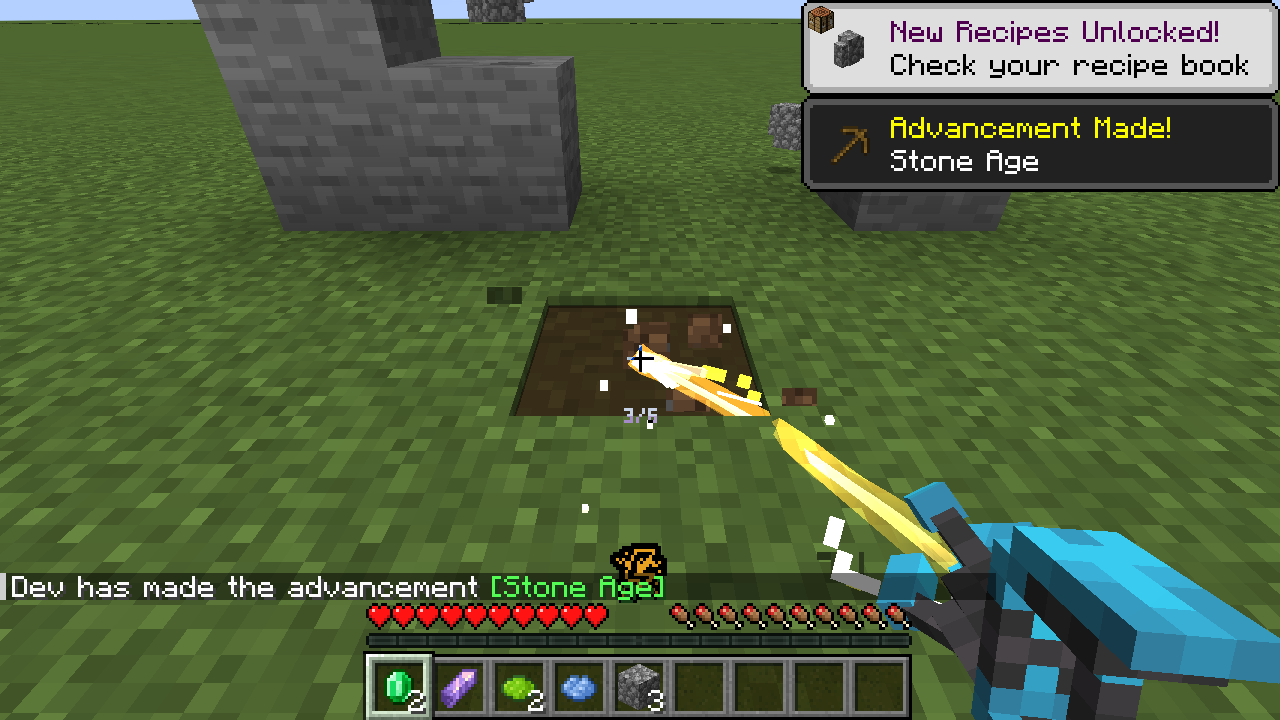 New Recipes Unlocked!
Check your recipe book
Advancement Made!
Stone Age
3/5
Dev has made the advancement [Stone Age]
2
2
3